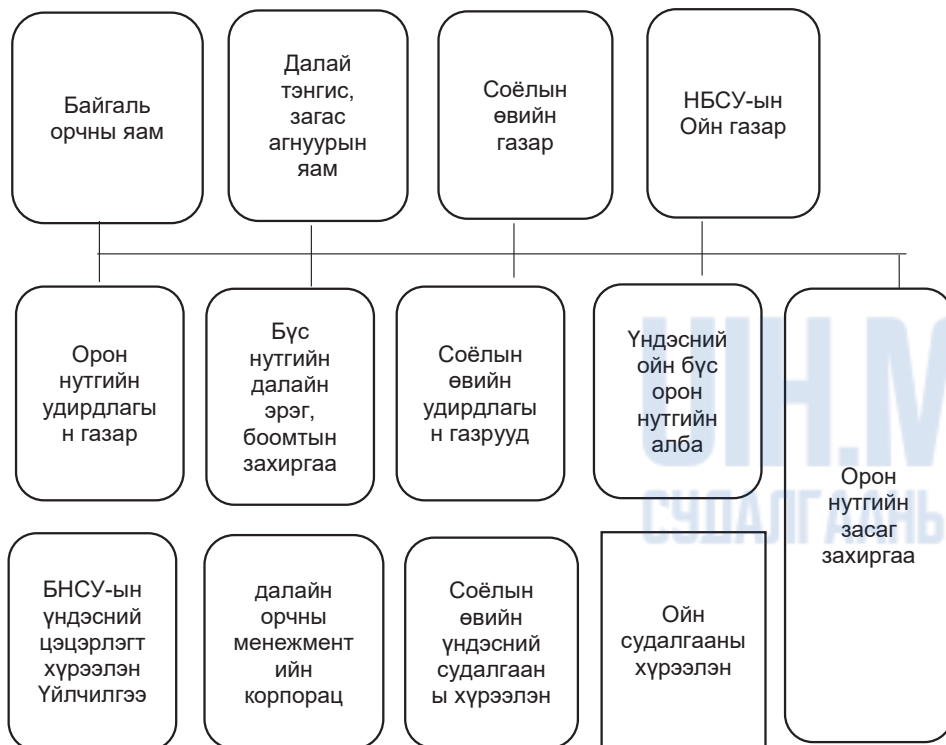 Байгаль
орчны яам
Далай
тэнгис,
загас
агнуурын
яам
Соёлын
өвийн
газар
НБСУ-ын
Ойн газар
Орон
нутгийн
удирдлагы
н газар
Бүс
нутгийн
далайн
эрэг,
боомтын
захиргаа
Соёлын
өвийн
удирдлагы
н газрууд
Үндэсний
ойн бүс
орон
нутгийн
алба
Орон
нутгийн
засаг
захиргаа
БНСУ-ын
үндэсний
цэцэрлэгт
хүрээлэн
Үйлчилгээ
далайн
орчны
менежмент
ийн
корпорац
Соёлын
өвийн
үндэсний
судалгаан
ы хүрээлэн
Ойн
судалгааны
хүрээлэн